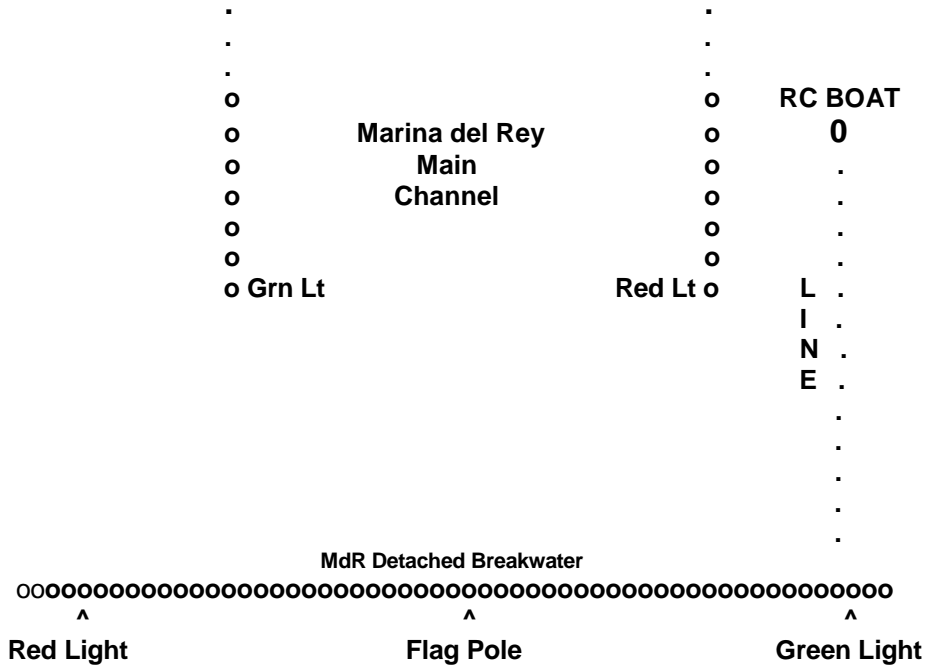 . .
. .
. .
o o RC BOAT
o Marina del Rey o 0
o Main o .
o Channel o .
o o .
o o .
o Grn Lt Red Lt o L .
I .
N .
E .
.
.
.
.
.
MdR Detached Breakwater
ooooooooooooooooooooooooooooooooooooooooooooooooooooooo
^ ^ ^
Red Light Flag Pole Green Light